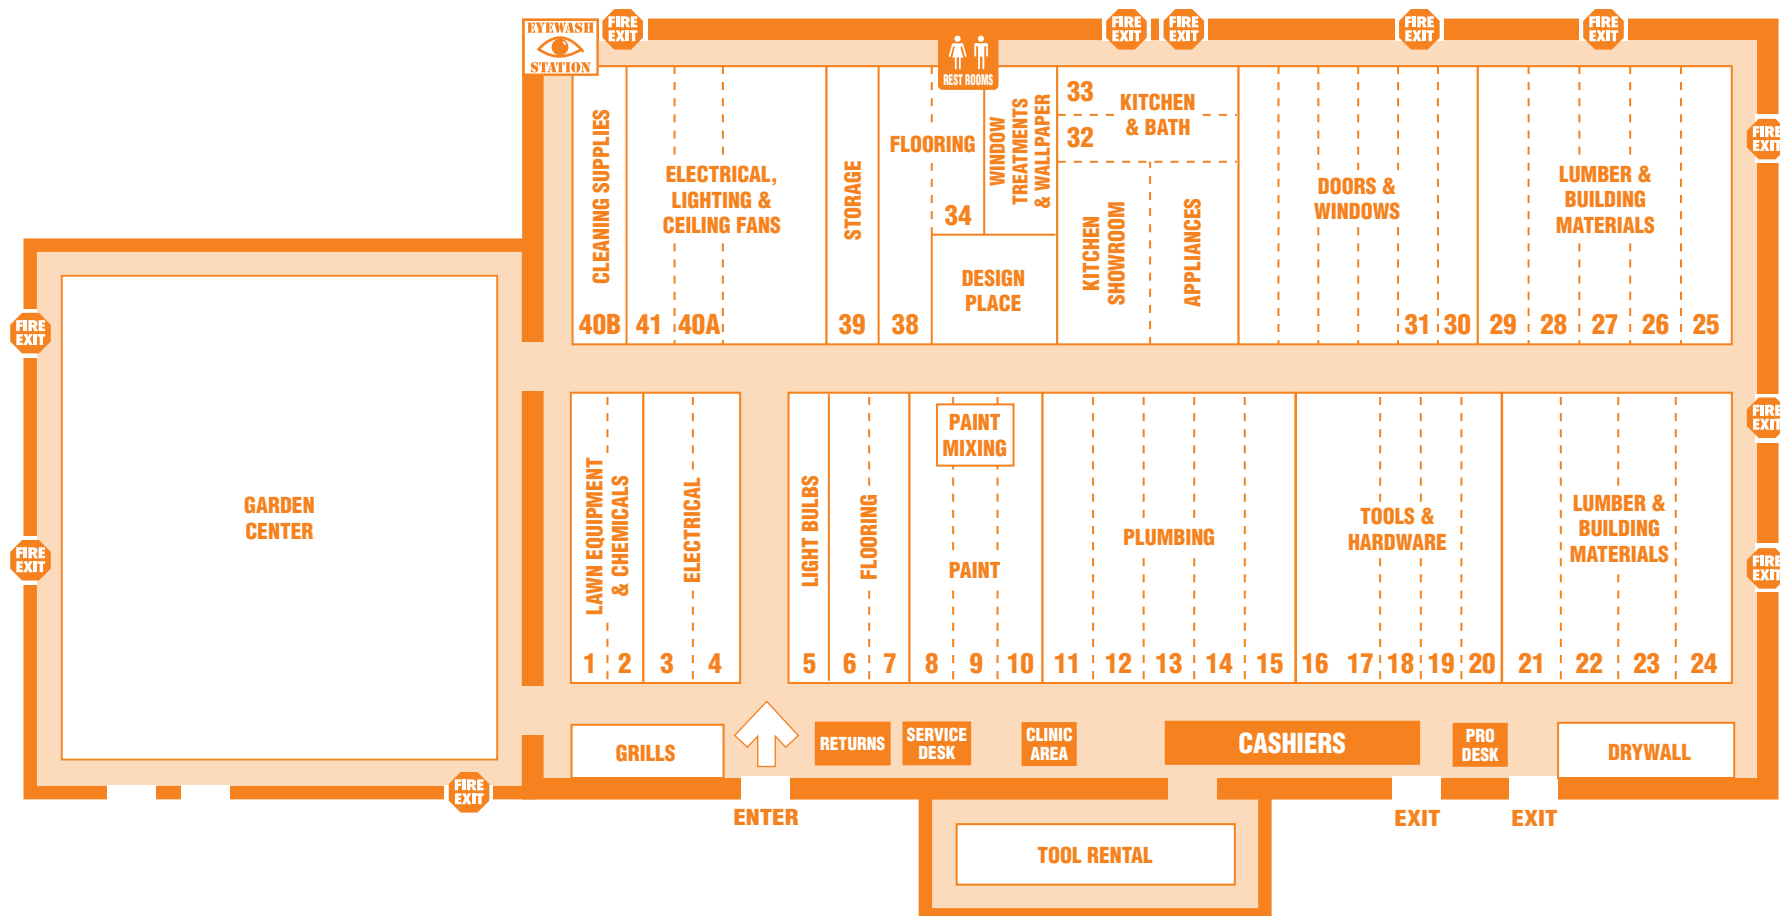 EYEWASH
STATION
FIRE
EXIT
FIRE
EXIT
FIRE
EXIT
FIRE
EXIT
FIRE
EXIT
REST ROOMS
CLEANING SUPPLIES
40B
ELECTRICAL,
LIGHTING &
CEILING FANS
41
40A
STORAGE
39
FLOORING
38
34
WINDOW
TREATMENTS
& WALLPAPER
DESIGN
PLACE
33
32
KITCHEN
& BATH
KITCHEN
SHOWROOM
APPLIANCES
DOORS &
WINDOWS
31
30
LUMBER &
BUILDING
MATERIALS
29
28
27
26
25
FIRE
EXIT
FIRE
EXIT
FIRE
EXIT
FIRE
EXIT
FIRE
EXIT
FIRE
EXIT
GARDEN
CENTER
LAWN EQUIPMENT
& CHEMICALS
1
2
ELECTRICAL
3
4
LIGHT BULBS
5
FLOORING
6
7
PAINT
MIXING
PAINT
8
9
10
PLUMBING
11
12
13
14
15
TOOLS &
HARDWARE
16
17
18
19
20
LUMBER &
BUILDING
MATERIALS
21
22
23
24
GRILLS
RETURNS
SERVICE
DESK
CLINIC
AREA
CASHIERS
PRO
DESK
DRYWALL
ENTER
EXIT
EXIT
TOOL RENTAL